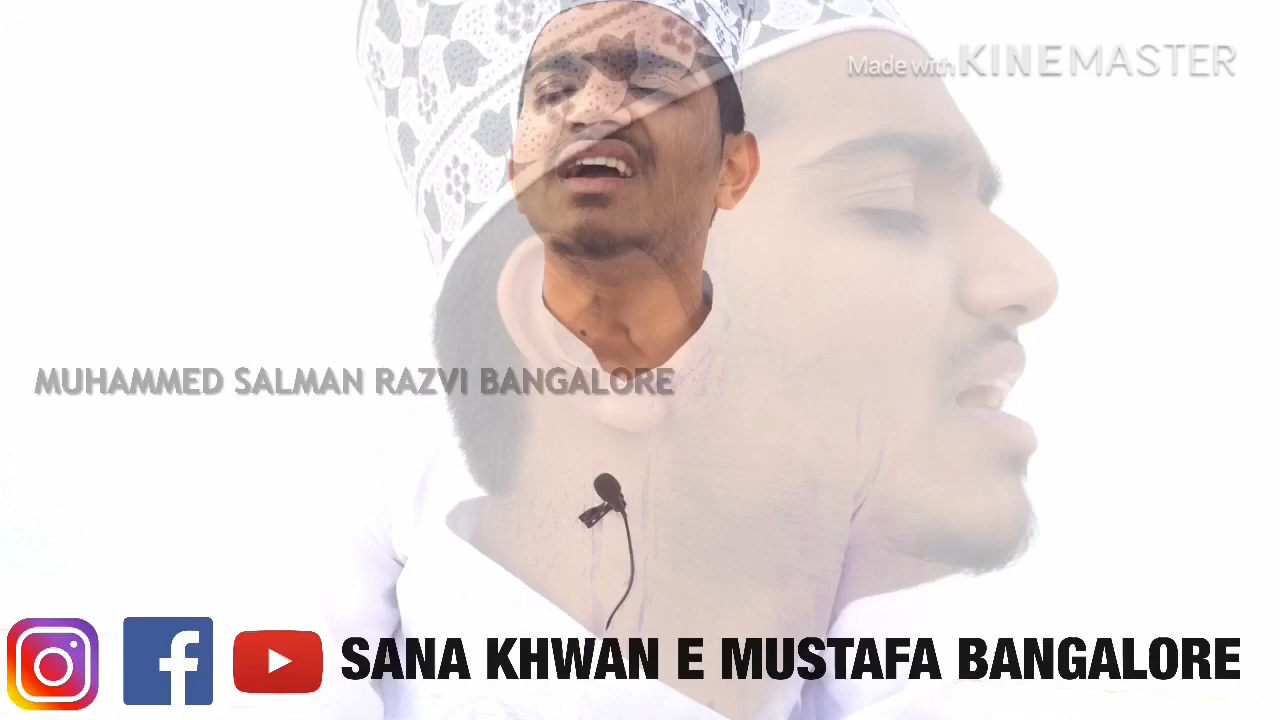 Made with KINEMASTER
MUHAMMED SALMAN RAZVI BANGALORE
SANA KHWAN E MUSTAFA BANGALORE